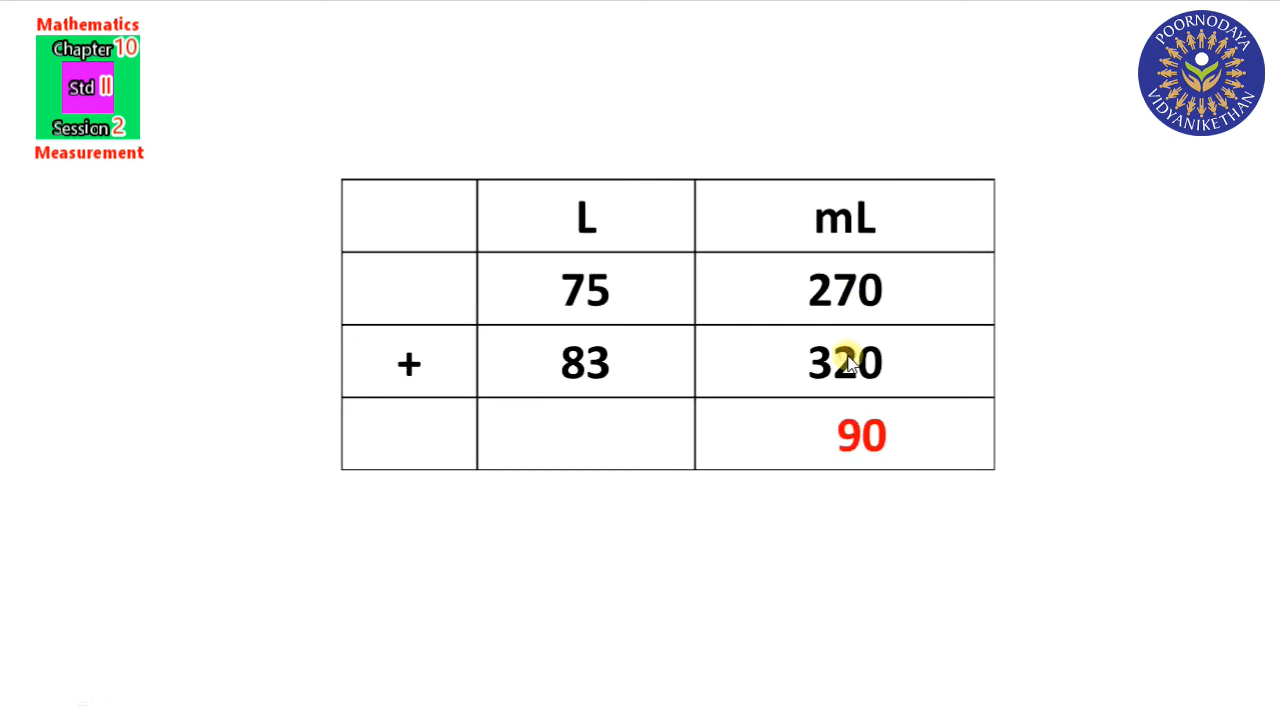 Mathematics
Chapter 10
Std II
Session 2
Measurement
POORNODAYA
VIDYANIKETHAN
L mL
75 270
+ 83 320
90